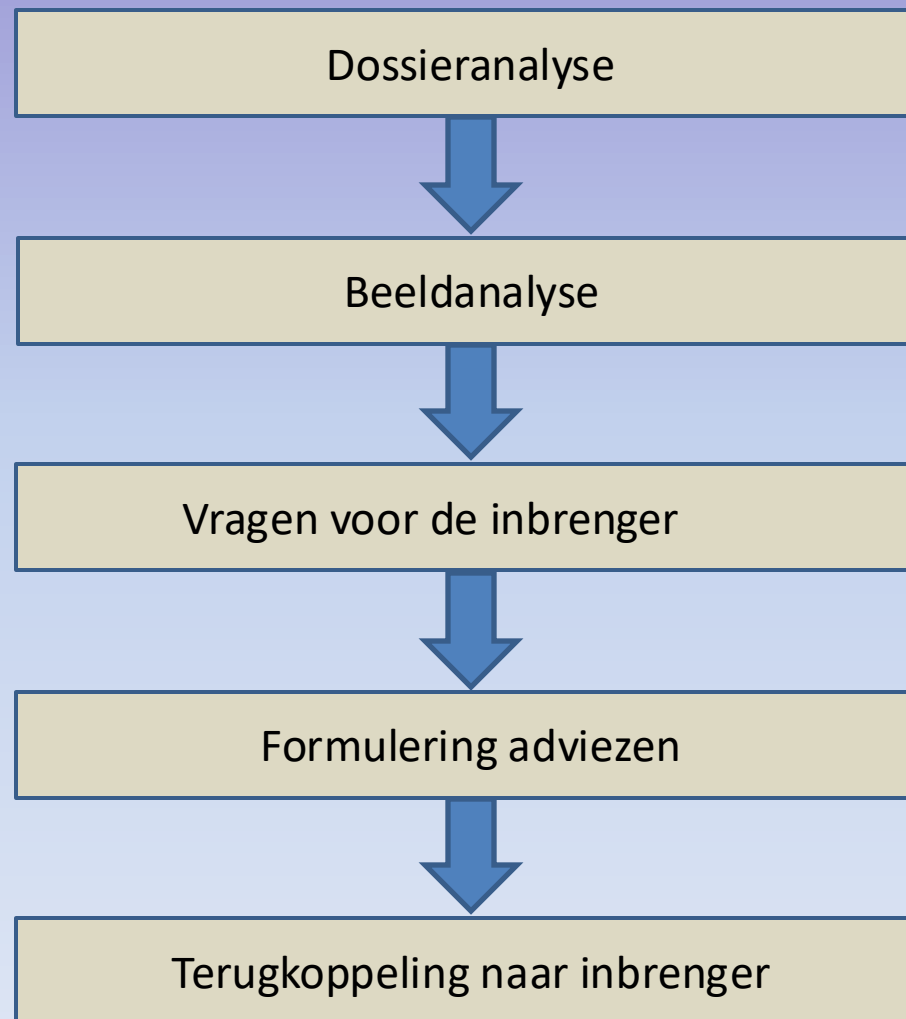 Dossieranalyse
Beeldanalyse
Vragen voor de inbrenger
Formulering adviezen
Terugkoppeling naar inbrenger